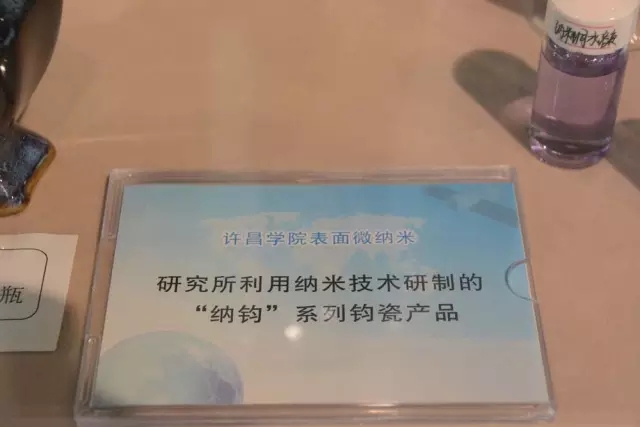 许昌学院表面微纳米
研究所利用纳米技术研制的
“纳钧”系列钧瓷产品
瓶